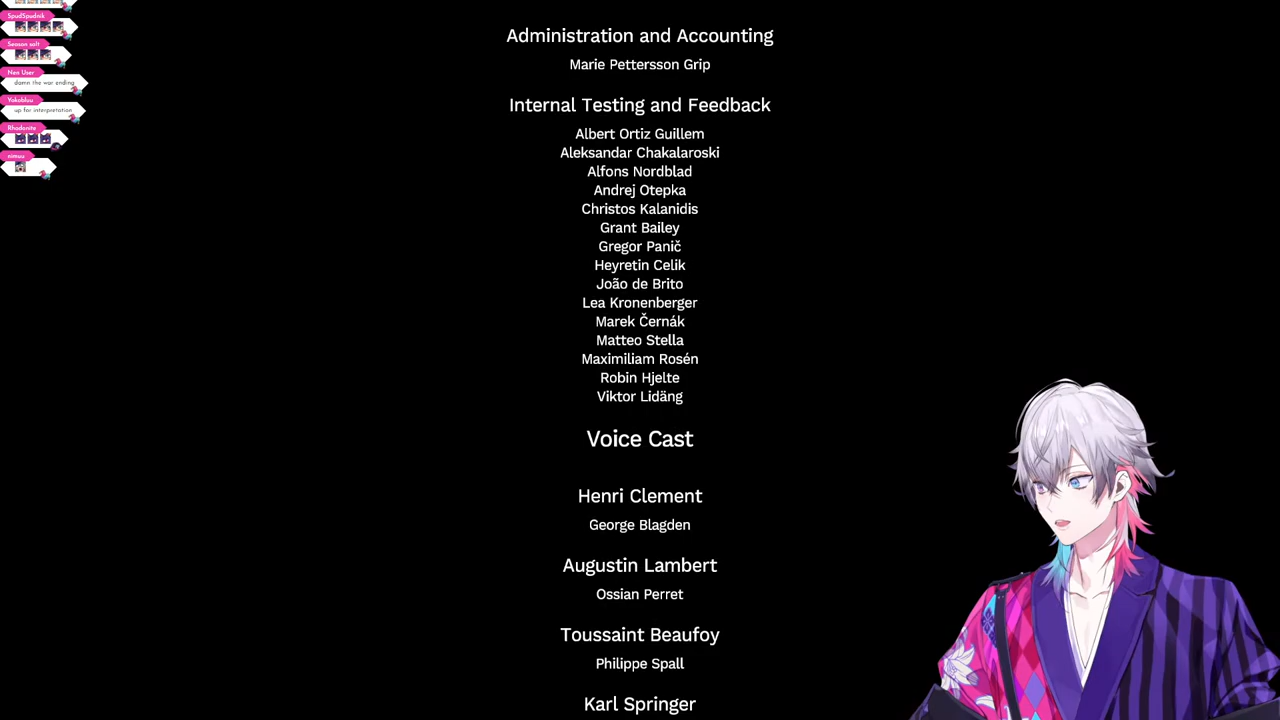 SpudSpudnik
Season salt
Nen User
damn the war ending
Yakobluu
up for interpretation
Rhodonite
nimuu
Administration and Accounting
Marie Pettersson Grip
Internal Testing and Feedback
Albert Ortiz Guillem
Aleksandar Chakalaroski
Alfons Nordblad
Andrej Otepka
Christos Kalanidis
Grant Bailey
Gregor Panič
Heyretin Celik
João de Brito
Lea Kronenberger
Marek Černák
Matteo Stella
Maximiliam Rosén
Robin Hjelte
Viktor Lidäng
Voice Cast
Henri Clement
George Blagden
Augustin Lambert
Ossian Perret
Toussaint Beaufoy
Philippe Spall
Karl Springer